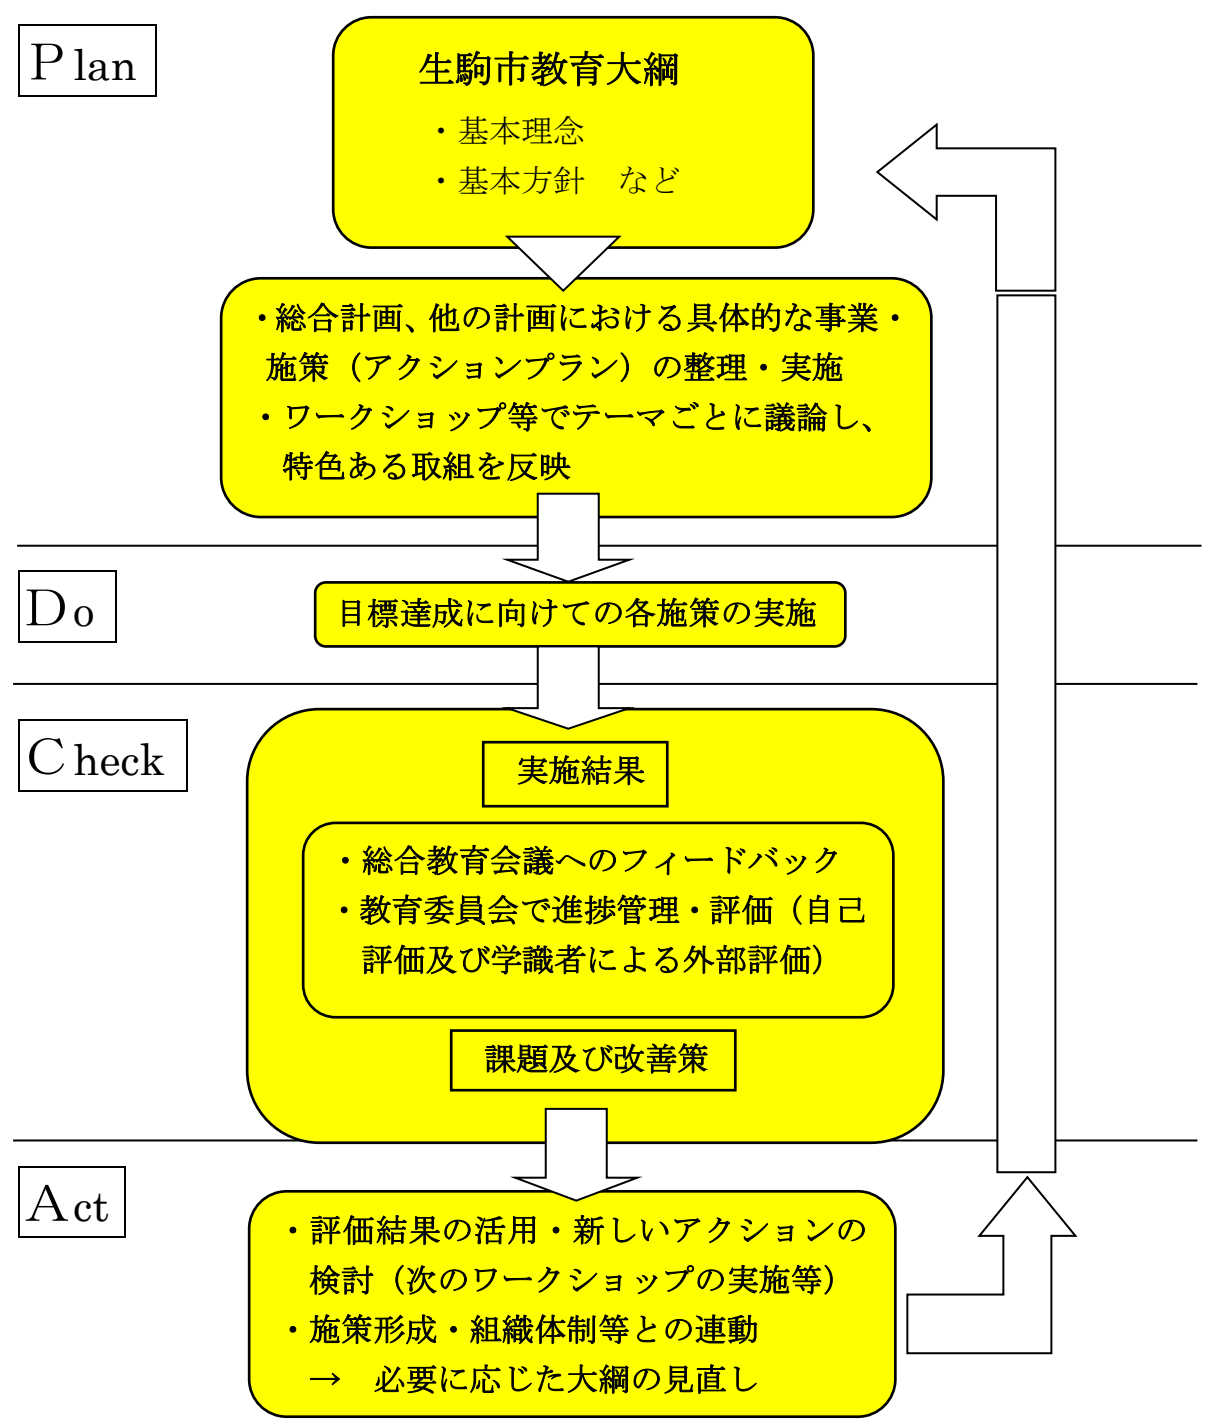 Plan
生駒市教育大綱
・基本理念
・基本方針　など
・総合計画、他の計画における具体的な事業・
施策（アクションプラン）の整理・実施
・ワークショップ等でテーマごとに議論し、
特色ある取組を反映
Do
目標達成に向けての各施策の実施
Check
実施結果
・総合教育会議へのフィードバック
・教育委員会で進捗管理・評価（自己
評価及び学識者による外部評価）
課題及び改善策
Act
・評価結果の活用・新しいアクションの
検討（次のワークショップの実施等）
・施策形成・組織体制等との連動
→　必要に応じた大綱の見直し